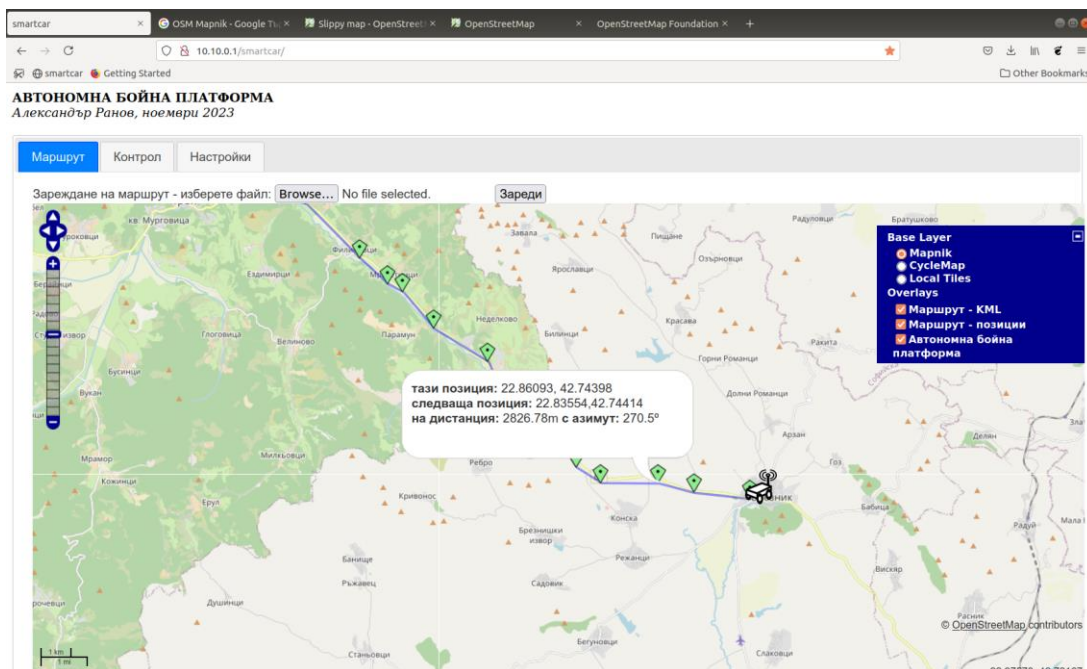 smartcar
OSM Mapnik - Google Tu
Slippy map - OpenStreet
OpenStreetMap
OpenStreetMap Foundation
10.10.0.1/smartcar/
smartcar
Getting Started
Other Bookmarks
АВТОНОМНА БОЙНА ПЛАТФОРМА
Александър Ранов, ноември 2023
Маршрут
Контрол
Настройки
Зареждане на маршрут - изберете файл:
Browse...
No file selected.
Зареди
кв. Мурговица
Завала
Пищане
Радуловци
Братушково
Ездимирци
Ярославци
Озърновци
Глоговица
Велиново
Парамун
Неделково
Билинци
Красава
Ракита
Бусинци
Горни Романци
Вукан
Долни Романци
Арзан
Делян
Мрамор
Милкьовци
Ребро
Гоз
Кожинци
Ерул
Кривонос
Бабица
Конска
Брезнишки
извор
Режанци
Радуй
Банище
Вискяр
Ръжавец
Садовик
Душинци
Расник
Бегуновци
Станьовци
Слаковци
Base Layer
Mapnik
CycleMap
Local Tiles
Overlays
Маршрут - KML
Маршрут - позиции
Автономна бойна
платформа
тази позиция: 22.86093, 42.74398
следваща позиция: 22.83554,42.74414
на дистанция: 2826.78m с азимут: 270.5º
1 km
1 mi
© OpenStreetMap contributors